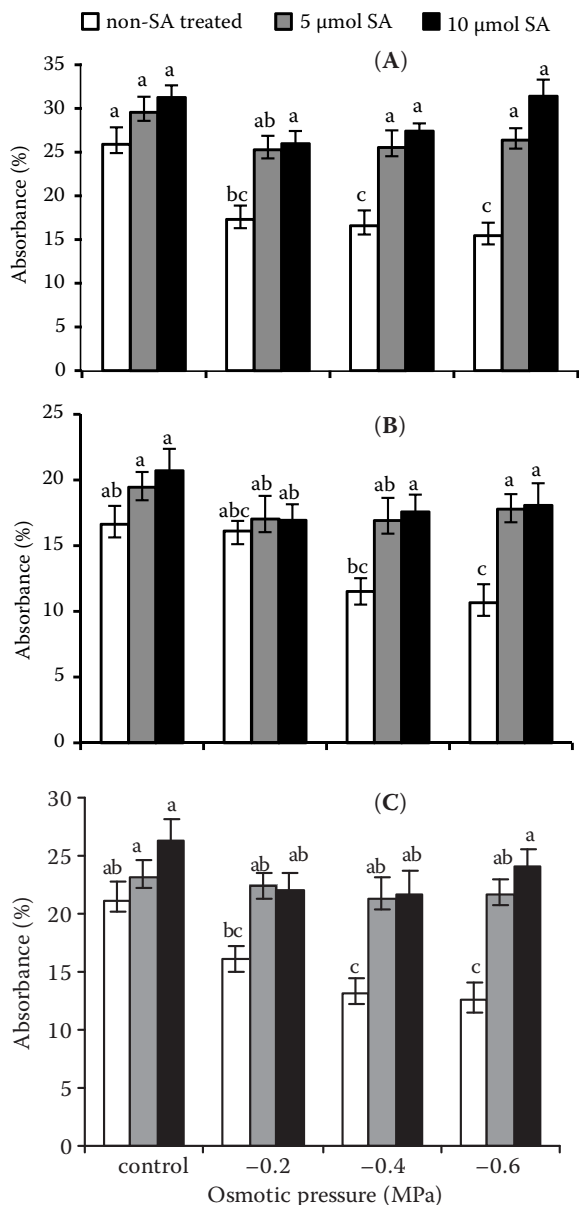 non-SA treated 5 µmol SA 10 µmol SA
(A)
Absorbance (%)
35
30
25
20
15
10
5
0
a a a
bc ab a
c a a
c a a
(B)
Absorbance (%)
25
20
15
10
5
0
ab a a
abc ab ab
bc ab a
c a a
(C)
Absorbance (%)
30
25
20
15
10
5
0
ab a a
bc ab ab
c ab ab
c ab a
control −0.2 −0.4 −0.6
Osmotic pressure (MPa)